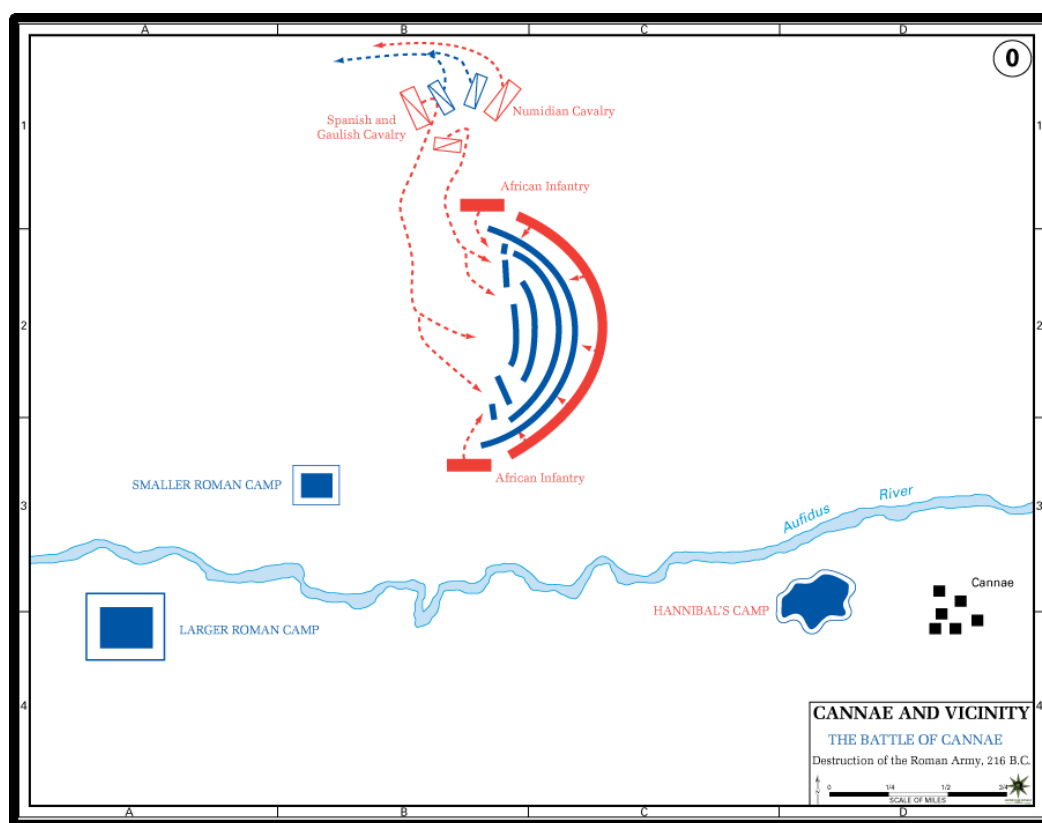 A
B
C
D
0
1
1
Spanish and
Gaulish Cavalry
Numidian Cavalry
African Infantry
2
2
African Infantry
SMALLER ROMAN CAMP
3
3
Aufidus
River
Cannae
HANNIBAL'S CAMP
LARGER ROMAN CAMP
4
4
CANNAE AND VICINITY
THE BATTLE OF CANNAE
Destruction of the Roman Army, 216 B.C.
0
1/4
1/2
3/4
SCALE OF MILES
A
B
C
D